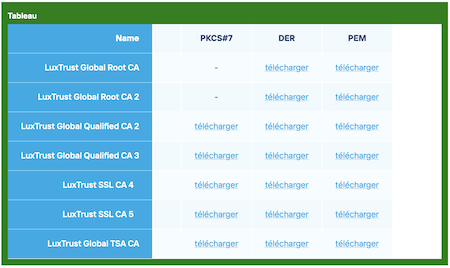 Tableau
Name PKCS#7 DER PEM
LuxTrust Global Root CA - télécharger télécharger
LuxTrust Global Root CA 2 - télécharger télécharger
LuxTrust Global Qualified CA 2 télécharger télécharger télécharger
LuxTrust Global Qualified CA 3 télécharger télécharger télécharger
LuxTrust SSL CA 4 télécharger télécharger télécharger
LuxTrust SSL CA 5 télécharger télécharger télécharger
LuxTrust Global TSA CA télécharger télécharger télécharger